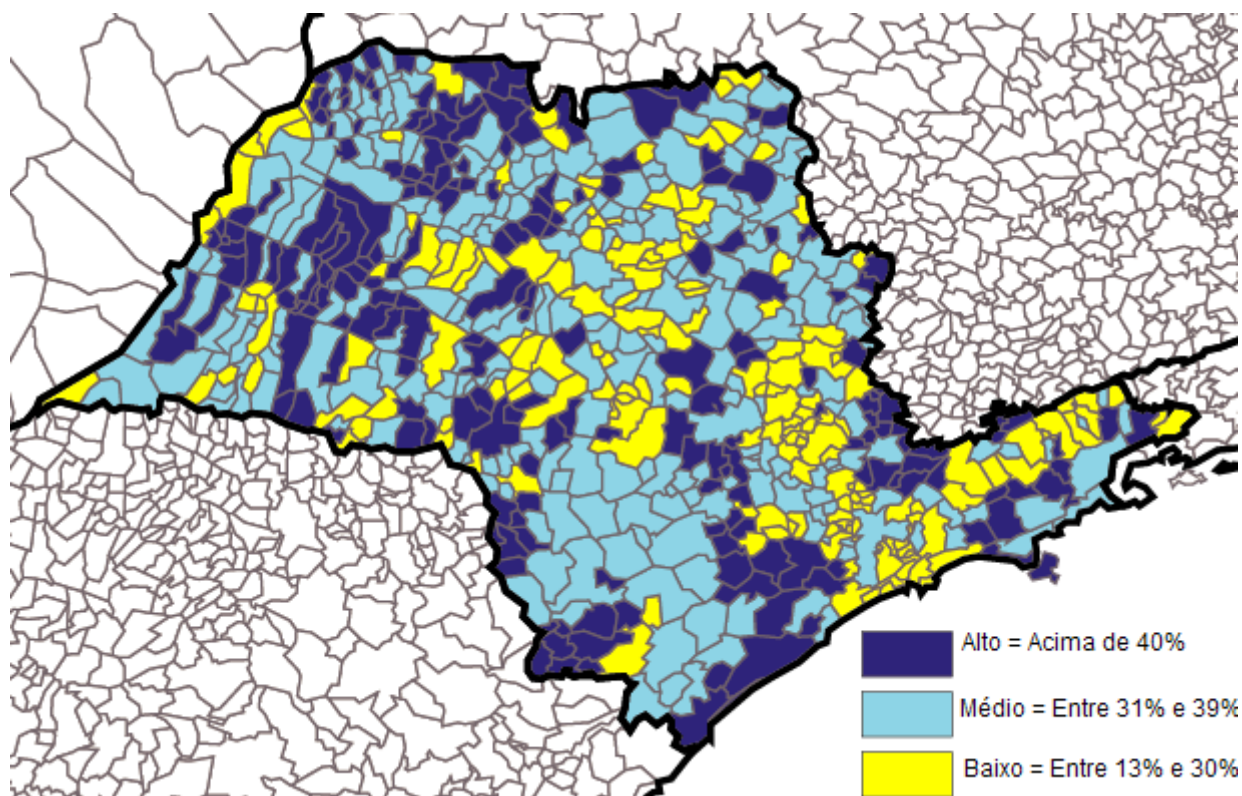 Alto = Acima de 40%
Médio = Entre 31% e 39%
Baixo = Entre 13% e 30%